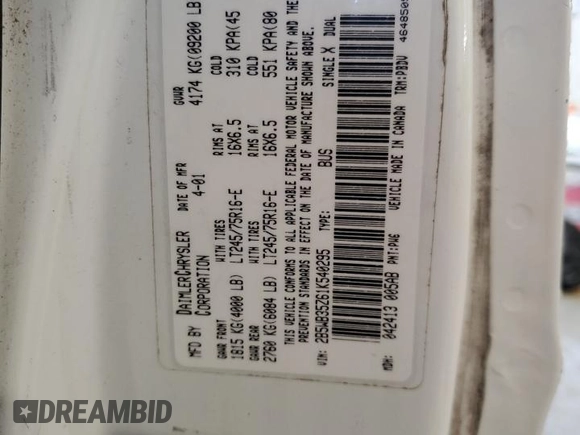 MFD BY DAIMLERCHRYSLER CORPORATION
DATE OF MFR 4-01
GVWR 4174 KG(09200 LB
GAWR FRONT WITH TIRES RIMS AT COLD
1815 KG(4000 LB) LT245/75R16-E 16X6.5 310 KPA(45
GAWR REAR WITH TIRES RIMS AT COLD
2760 KG(6084 LB) LT245/75R16-E 16X6.5 551 KPA(80
THIS VEHICLE CONFORMS TO ALL APPLICABLE FEDERAL MOTOR VEHICLE SAFETY AND THE
PREVENTION STANDARDS IN EFFECT ON THE DATE OF MANUFACTURE SHOWN ABOVE.
VIN: 2B5WB35Z61K540295 TYPE: BUS SINGLE X DUAL
MDH: 042413 005AB PNT:PW6 VEHICLE MADE IN CANADA TRM:PBDV
DREAMBID